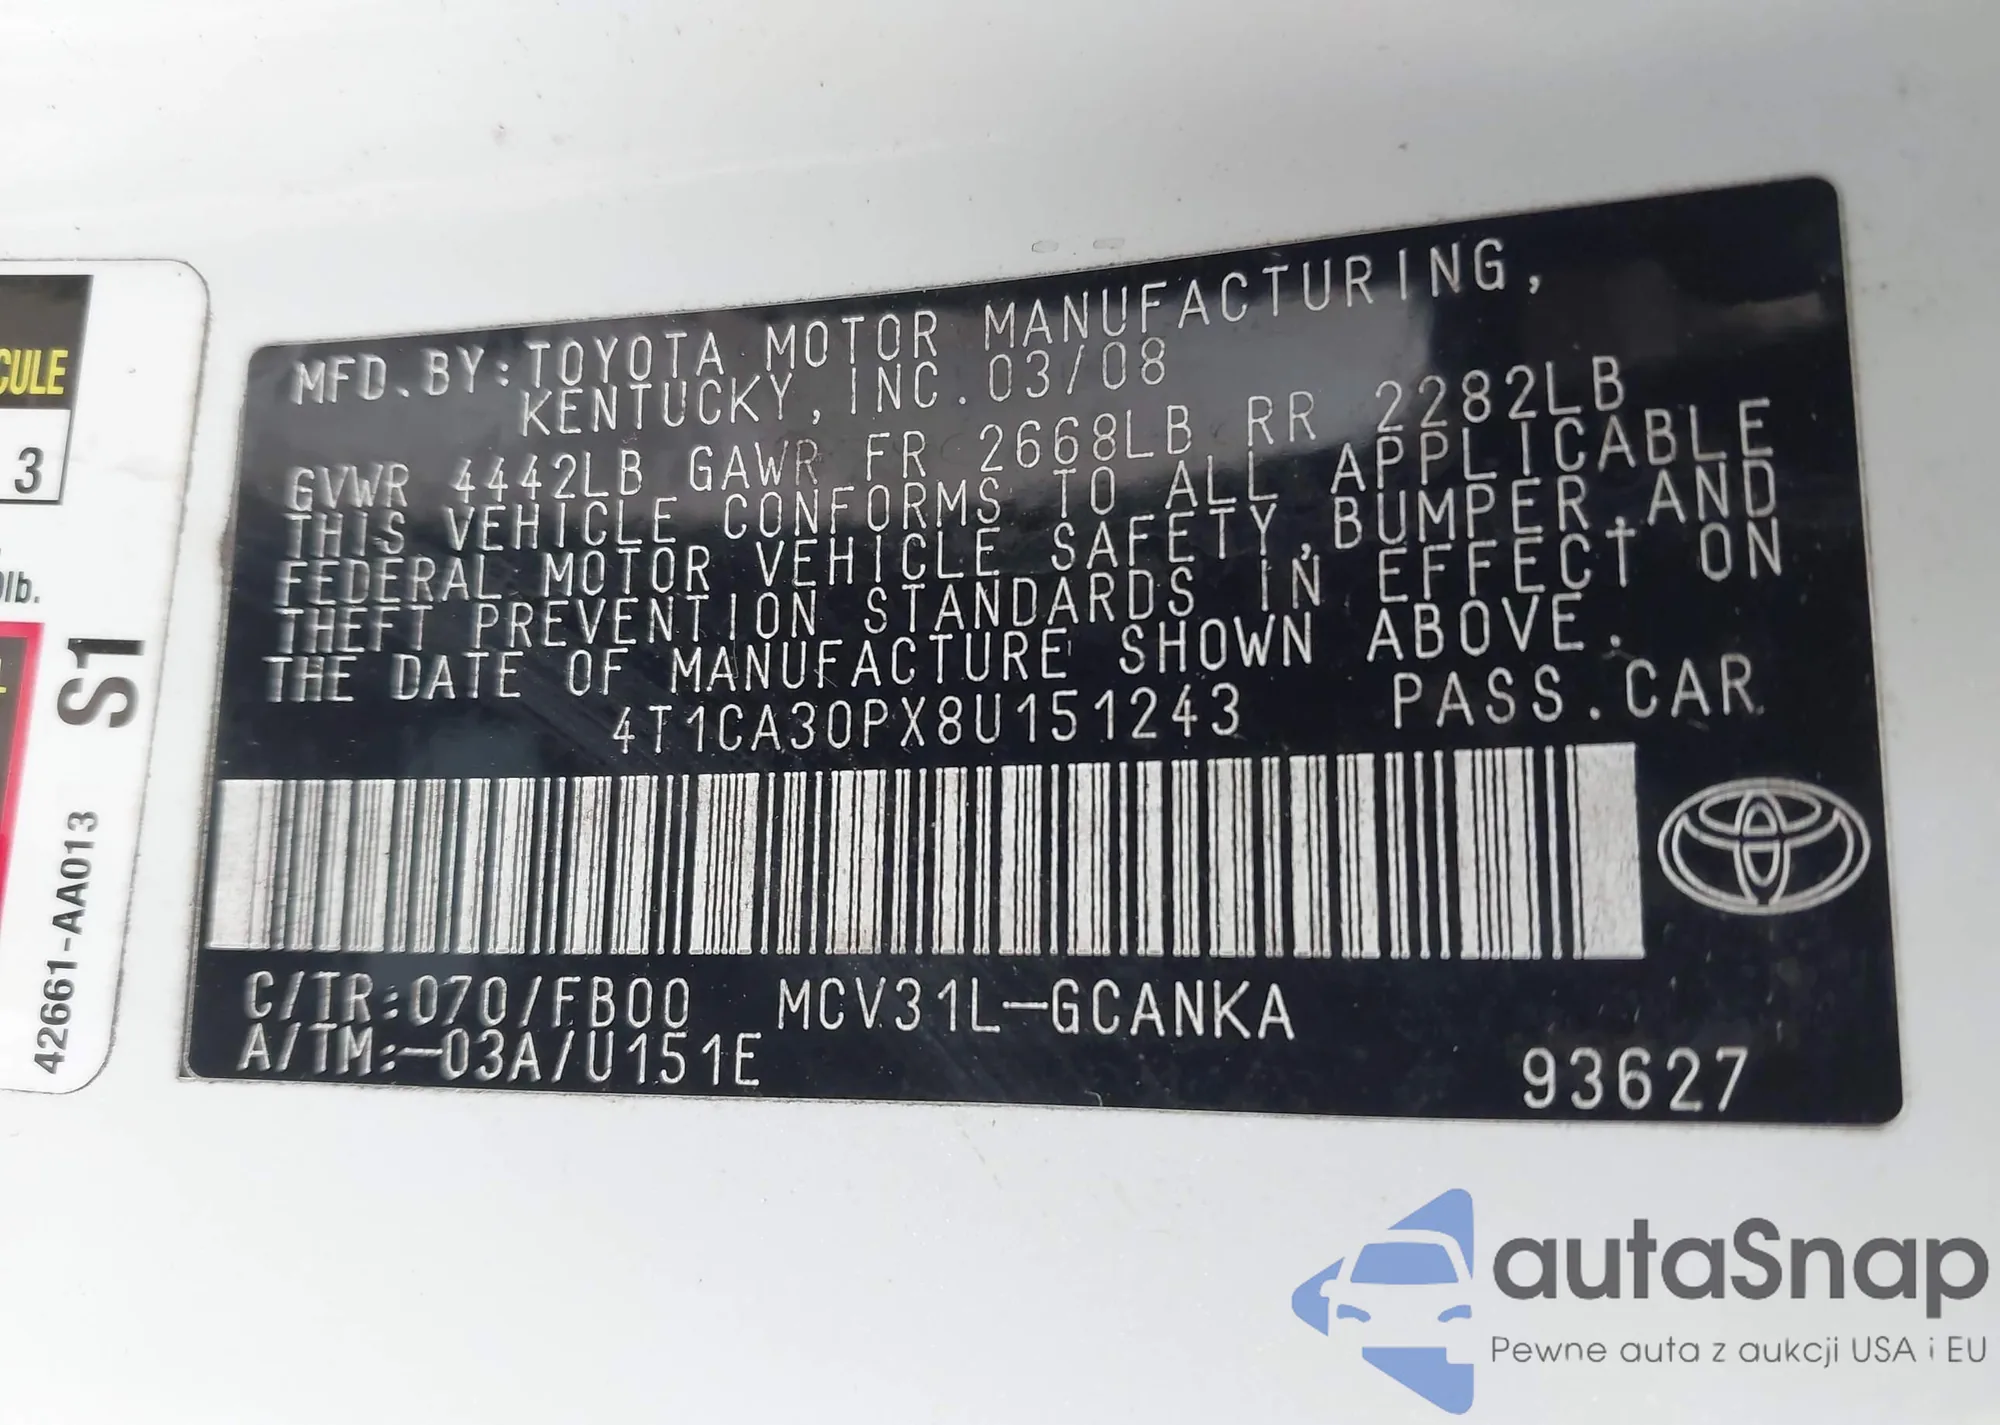 CULE
3
lb.
S1
42661-AA013
MFD.BY:TOYOTA MOTOR MANUFACTURING,
KENTUCKY, INC.03/08
GVWR 4442LB GAWR FR 2668LB RR 2282LB
THIS VEHICLE CONFORMS TO ALL APPLICABLE
FEDERAL MOTOR VEHICLE SAFETY,BUMPER,AND
THEFT PREVENTION STANDARDS IN EFFECT ON
THE DATE OF MANUFACTURE SHOWN ABOVE.
4T1CA30PX8U151243 PASS.CAR
C/TR:070/FB00 MCV31L-GCANKA
A/TM:-03A/U151E
93627
autaSnap
Pewne auta z aukcji USA i EU